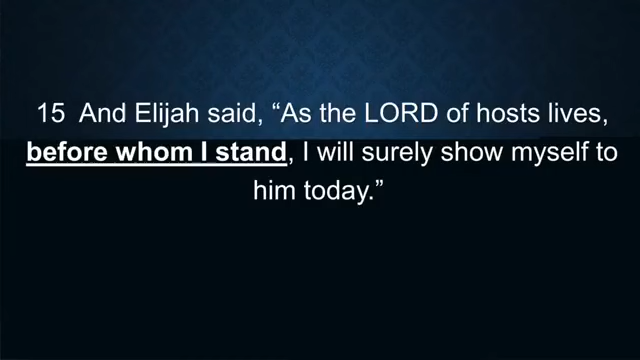 15 And Elijah said, “As the LORD of hosts lives,
before whom I stand, I will surely show myself to
him today.”